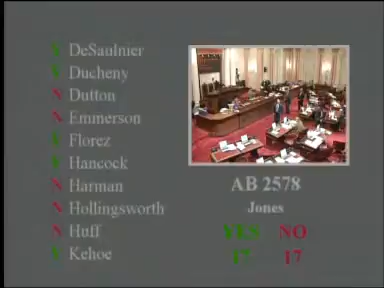 Y DeSaulnier
Y Ducheny
N Dutton
N Emmerson
Y Florez
Y Hancock
N Harman
N Hollingsworth
N Huff
Y Kehoe
AB 2578
Jones
YES NO
17 17